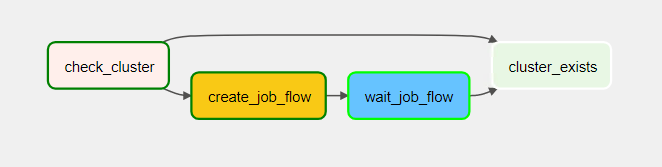 check_cluster
create_job_flow
wait_job_flow
cluster_exists